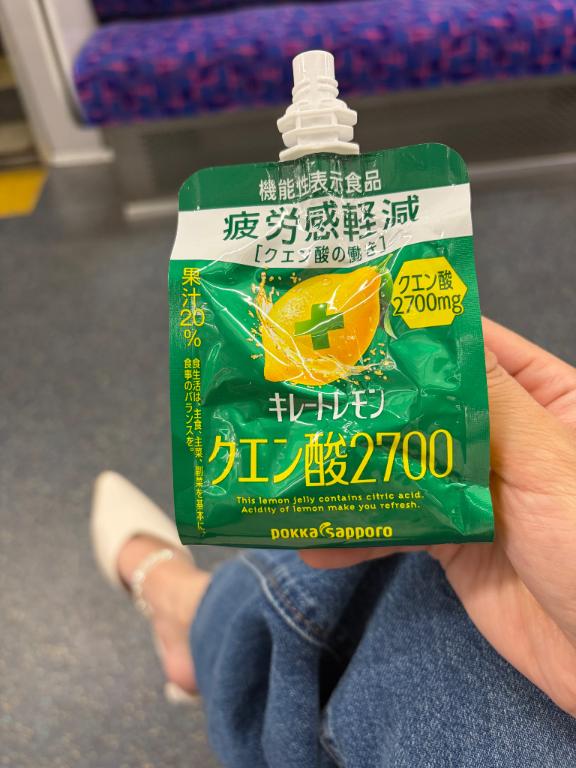 機能性表示食品
疲労感軽減
[クエン酸の働き]
クエン酸
2700mg
果汁20%
食生活は、主食、主菜、副菜を基本に、
食事のバランスを。
キレートレモン
クエン酸2700
This lemon jelly contains citric acid.
Acidity of lemon make you refresh.
pokka sapporo